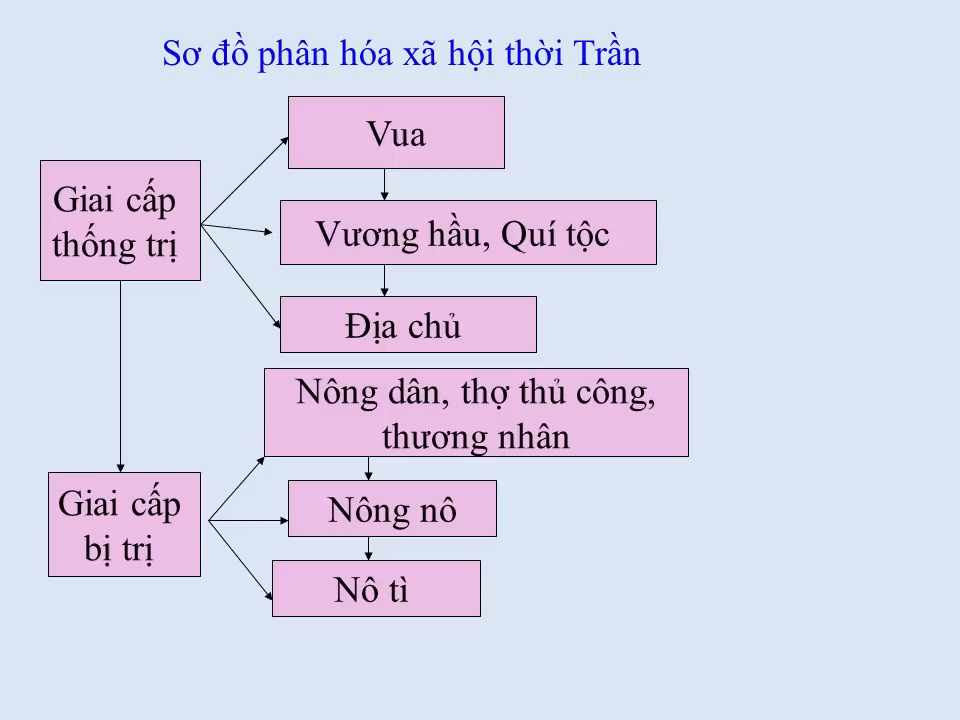 Sơ đồ phân hóa xã hội thời Trần
Vua
Giai cấp
thống trị
Vương hầu, Quí tộc
Địa chủ
Nông dân, thợ thủ công,
thương nhân
Giai cấp
bị trị
Nông nô
Nô tì